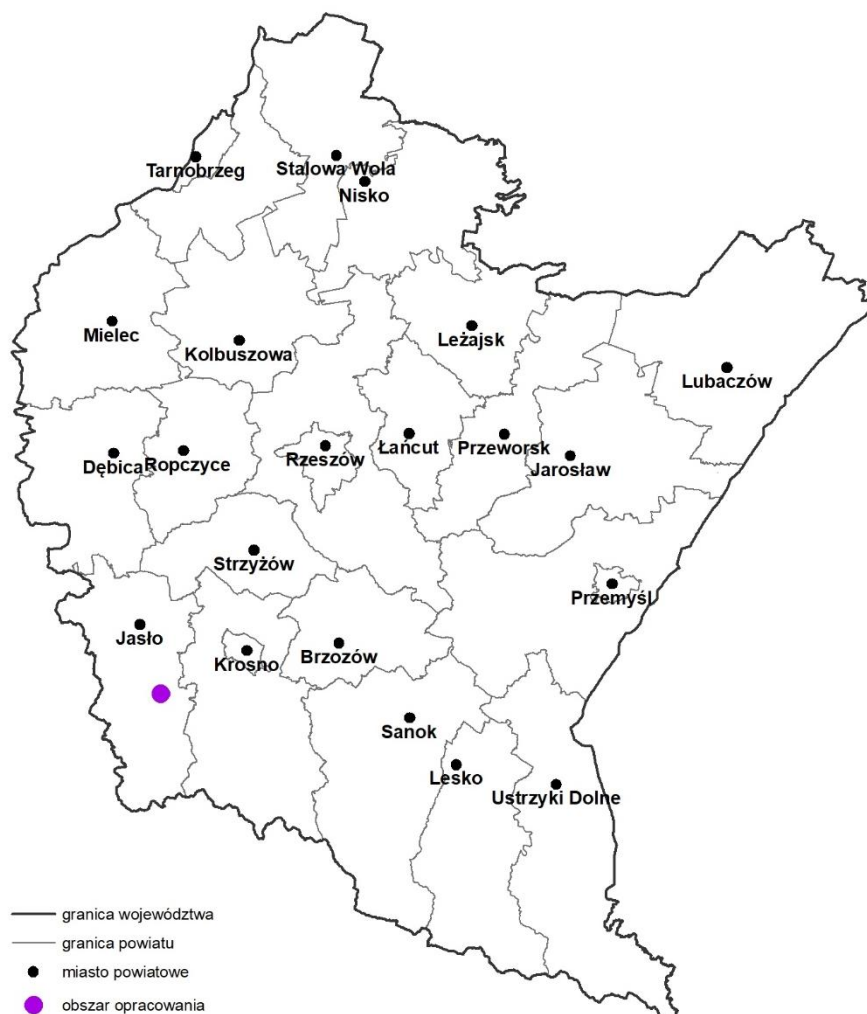 Tarnobrzeg
Stalowa Wola
Nisko
Mielec
Kolbuszowa
Leżajsk
Lubaczów
Dębica
Ropczyce
Rzeszów
Łańcut
Przeworsk
Jarosław
Strzyżów
Przemyśl
Jasło
Krosno
Brzozów
Sanok
Lesko
Ustrzyki Dolne
granica województwa
granica powiatu
miasto powiatowe
obszar opracowania